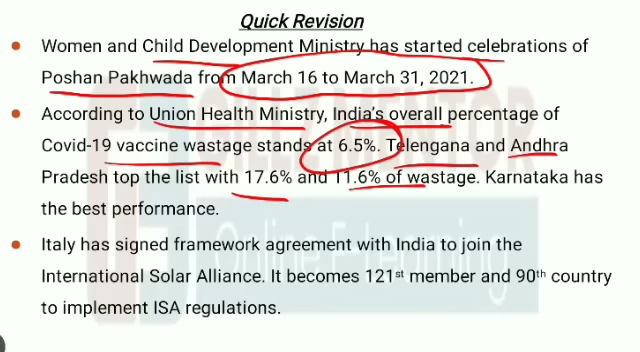 Quick Revision
Women and Child Development Ministry has started celebrations of
Poshan Pakhwada from March 16 to March 31, 2021.
According to Union Health Ministry, India's overall percentage of
Covid-19 vaccine wastage stands at 6.5%. Telengana and Andhra
Pradesh top the list with 17.6% and 11.6% of wastage. Karnataka has
the best performance.
Italy has signed framework agreement with India to join the
International Solar Alliance. It becomes 121st member and 90th country
to implement ISA regulations.
Online E-Learning